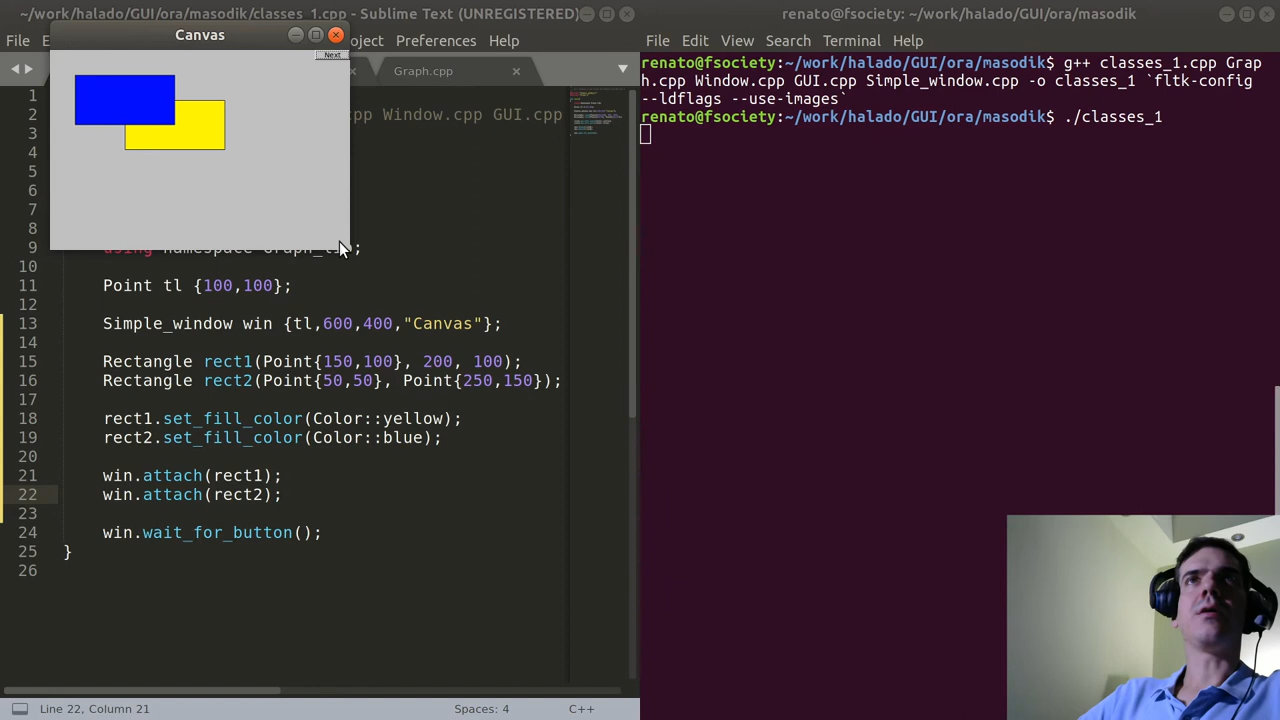 ~/work/halado/GUI/ora/masodik/classes_1.cpp - Sublime Text (UNREGISTERED)
File E oject Preferences Help
Canvas
Next
Graph.cpp
cpp Window.cpp GUI.cpp
1
2
3
4
5
6
7
8
9 using namespace Graph_lib;
10
11 Point tl {100,100};
12
13 Simple_window win {tl,600,400,"Canvas"};
14
15 Rectangle rect1(Point{150,100}, 200, 100);
16 Rectangle rect2(Point{50,50}, Point{250,150});
17
18 rect1.set_fill_color(Color::yellow);
19 rect2.set_fill_color(Color::blue);
20
21 win.attach(rect1);
22 win.attach(rect2);
23
24 win.wait_for_button();
25 }
26
Line 22, Column 21 Spaces: 4 C++
renato@fsociety: ~/work/halado/GUI/ora/masodik
File Edit View Search Terminal Help
renato@fsociety:~/work/halado/GUI/ora/masodik$ g++ classes_1.cpp Grap
h.cpp Window.cpp GUI.cpp Simple_window.cpp -o classes_1 `fltk-config
--ldflags --use-images`
renato@fsociety:~/work/halado/GUI/ora/masodik$ ./classes_1